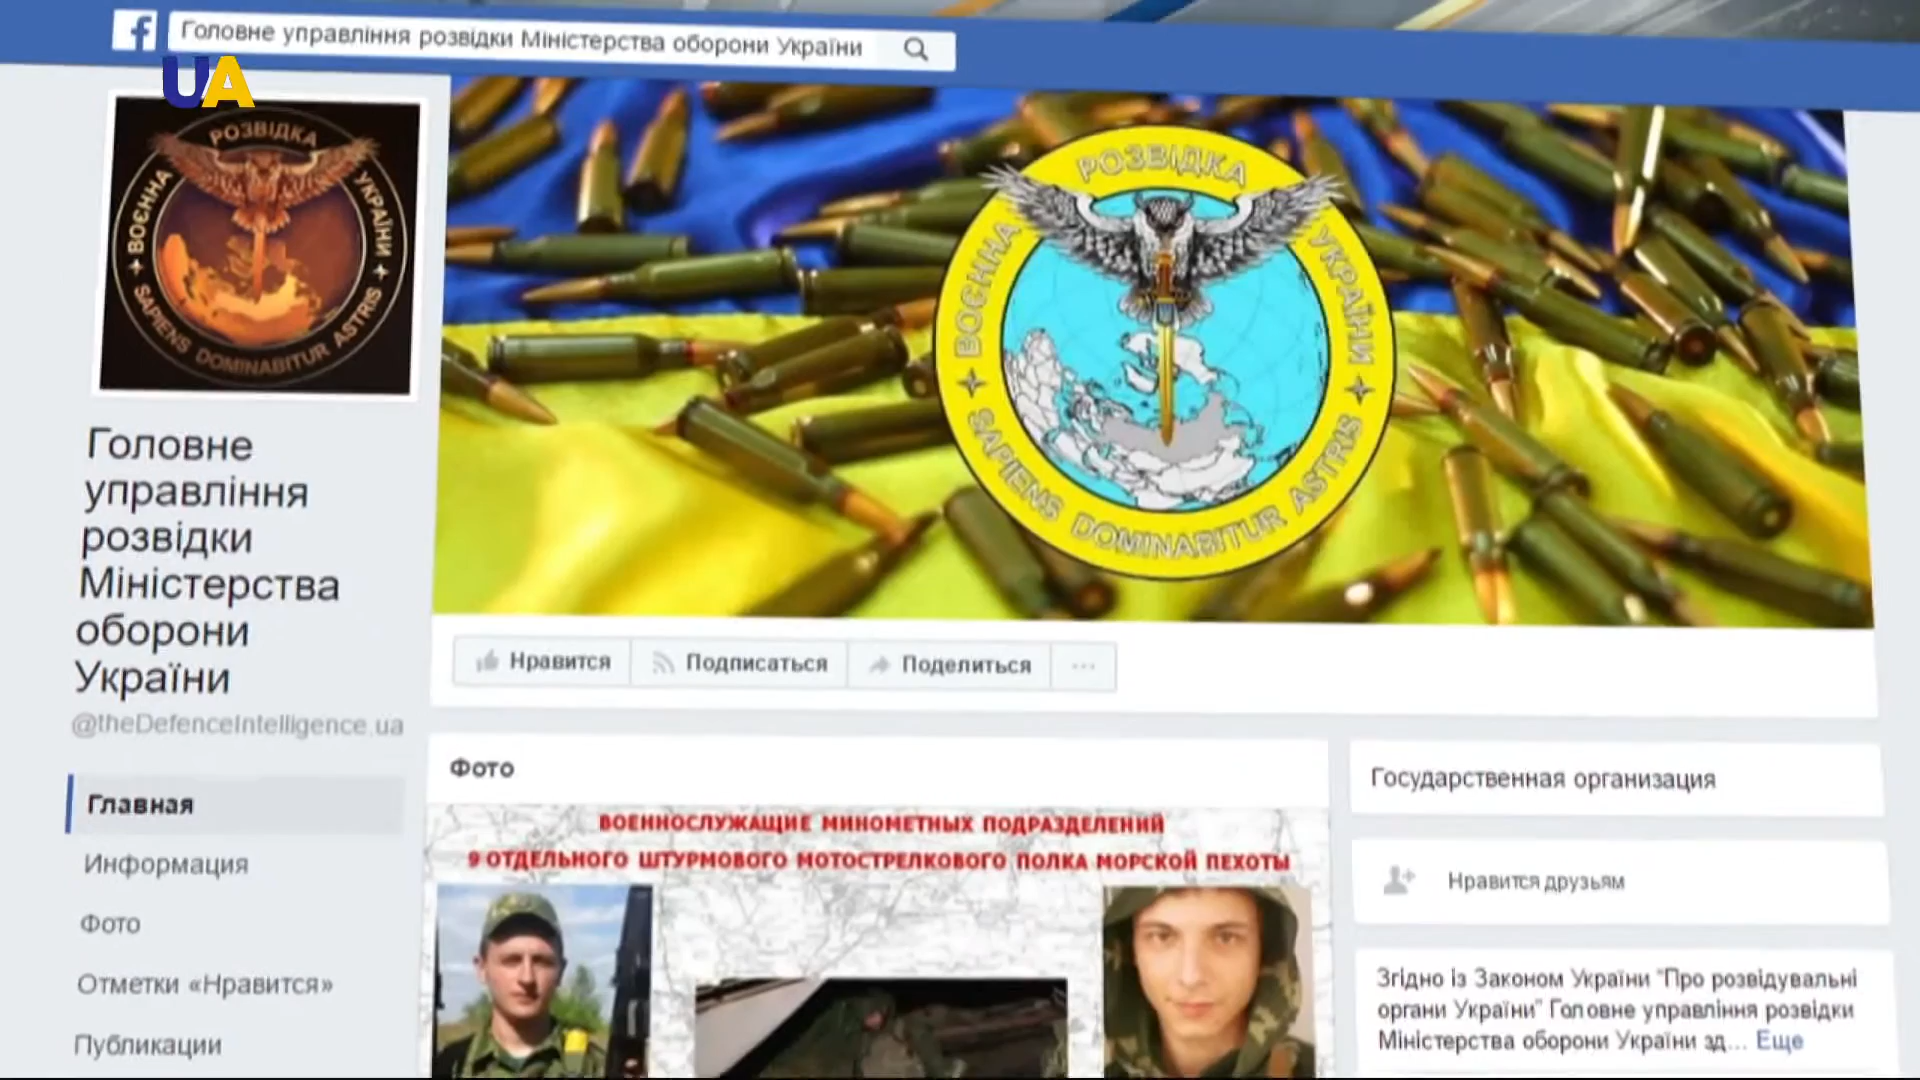 Головне управління розвідки Міністерства оборони України
UA
РОЗВІДКА
ВОЄННА
УКРАЇНИ
SAPIENS DOMINABITUR ASTRIS
РОЗВІДКА
ВОЄННА
УКРАЇНИ
SAPIENS DOMINABITUR ASTRIS
Головне
управління
розвідки
Міністерства
оборони
України
@theDefenceIntelligence.ua
Нравится
Подписаться
Поделиться
Главная
Информация
Фото
Отметки «Нравится»
Публикации
Фото
ВОЕННОСЛУЖАЩИЕ МИНОМЕТНЫХ ПОДРАЗДЕЛЕНИЙ
9 ОТДЕЛЬНОГО ШТУРМОВОГО МОТОСТРЕЛКОВОГО ПОЛКА МОРСКОЙ ПЕХОТЫ
Государственная организация
Нравится друзьям
Згідно із Законом України "Про розвідувальні
органи України" Головне управління розвідки
Міністерства оборони України зд... Еще